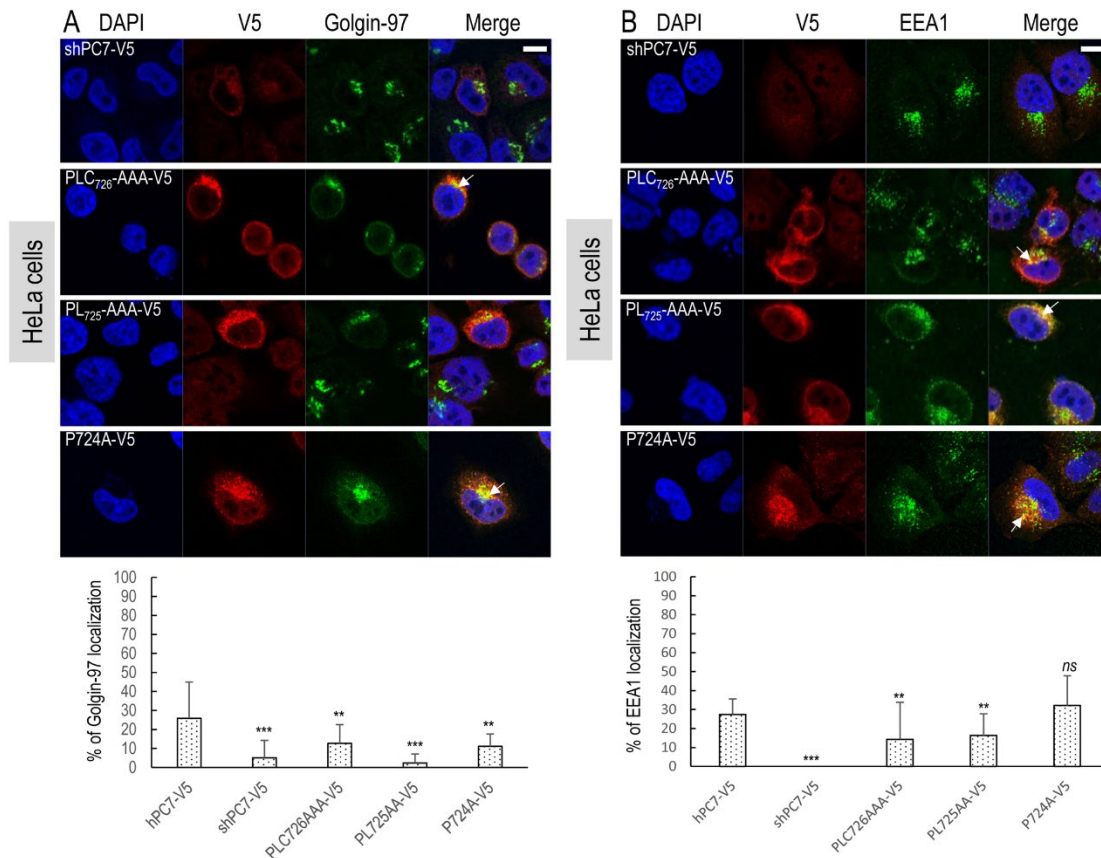 A
DAPI V5 Golgin-97 Merge
shPC7-V5
PLC726-AAA-V5
PL725-AAA-V5
P724A-V5
HeLa cells
% of Golgin-97 localization
100
90
80
70
60
50
40
30
20
10
0
***
**
***
**
hPC7-V5
shPC7-V5
PLC726AAA-V5
PL725AA-V5
P724A-V5
B
DAPI V5 EEA1 Merge
shPC7-V5
PLC726-AAA-V5
PL725-AAA-V5
P724A-V5
HeLa cells
% of EEA1 localization
100
90
80
70
60
50
40
30
20
10
0
***
**
**
ns
hPC7-V5
shPC7-V5
PLC726AAA-V5
PL725AA-V5
P724A-V5